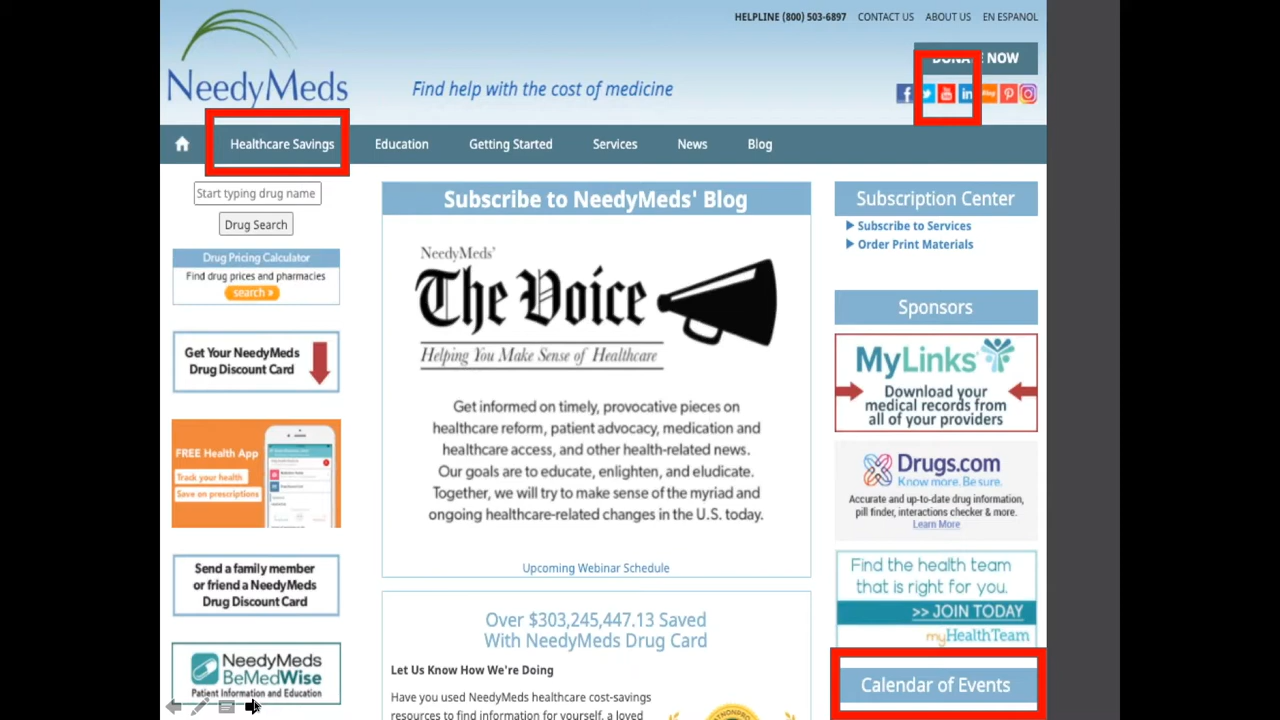 HELPLINE (800) 503-6897 CONTACT US ABOUT US EN ESPANOL
NeedyMeds
Find help with the cost of medicine
NOW
Healthcare Savings Education Getting Started Services News Blog
Start typing drug name
Drug Search
Drug Pricing Calculator
Find drug prices and pharmacies
search »
Get Your NeedyMeds
Drug Discount Card
FREE Health App
Track your health
Save on prescriptions
Send a family member
or friend a NeedyMeds
Drug Discount Card
NeedyMeds
BeMedWise
Patient Information and Education
Subscribe to NeedyMeds' Blog
NeedyMeds'
The Voice
Helping You Make Sense of Healthcare
Get informed on timely, provocative pieces on
healthcare reform, patient advocacy, medication and
healthcare access, and other health-related news.
Our goals are to educate, enlighten, and eludicate.
Together, we will try to make sense of the myriad and
ongoing healthcare-related changes in the U.S. today.
Upcoming Webinar Schedule
Over $303,245,447.13 Saved
With NeedyMeds Drug Card
Let Us Know How We're Doing
Have you used NeedyMeds healthcare cost-savings
resources to find information for yourself, a loved
Subscription Center
Subscribe to Services
Order Print Materials
Sponsors
MyLinks
Download your
medical records from
all of your providers
Drugs.com
Know more. Be sure.
Accurate and up-to-date drug information,
pill finder, interactions checker & more.
Learn More
Find the health team
that is right for you.
>> JOIN TODAY
myHealthTeam
Calendar of Events